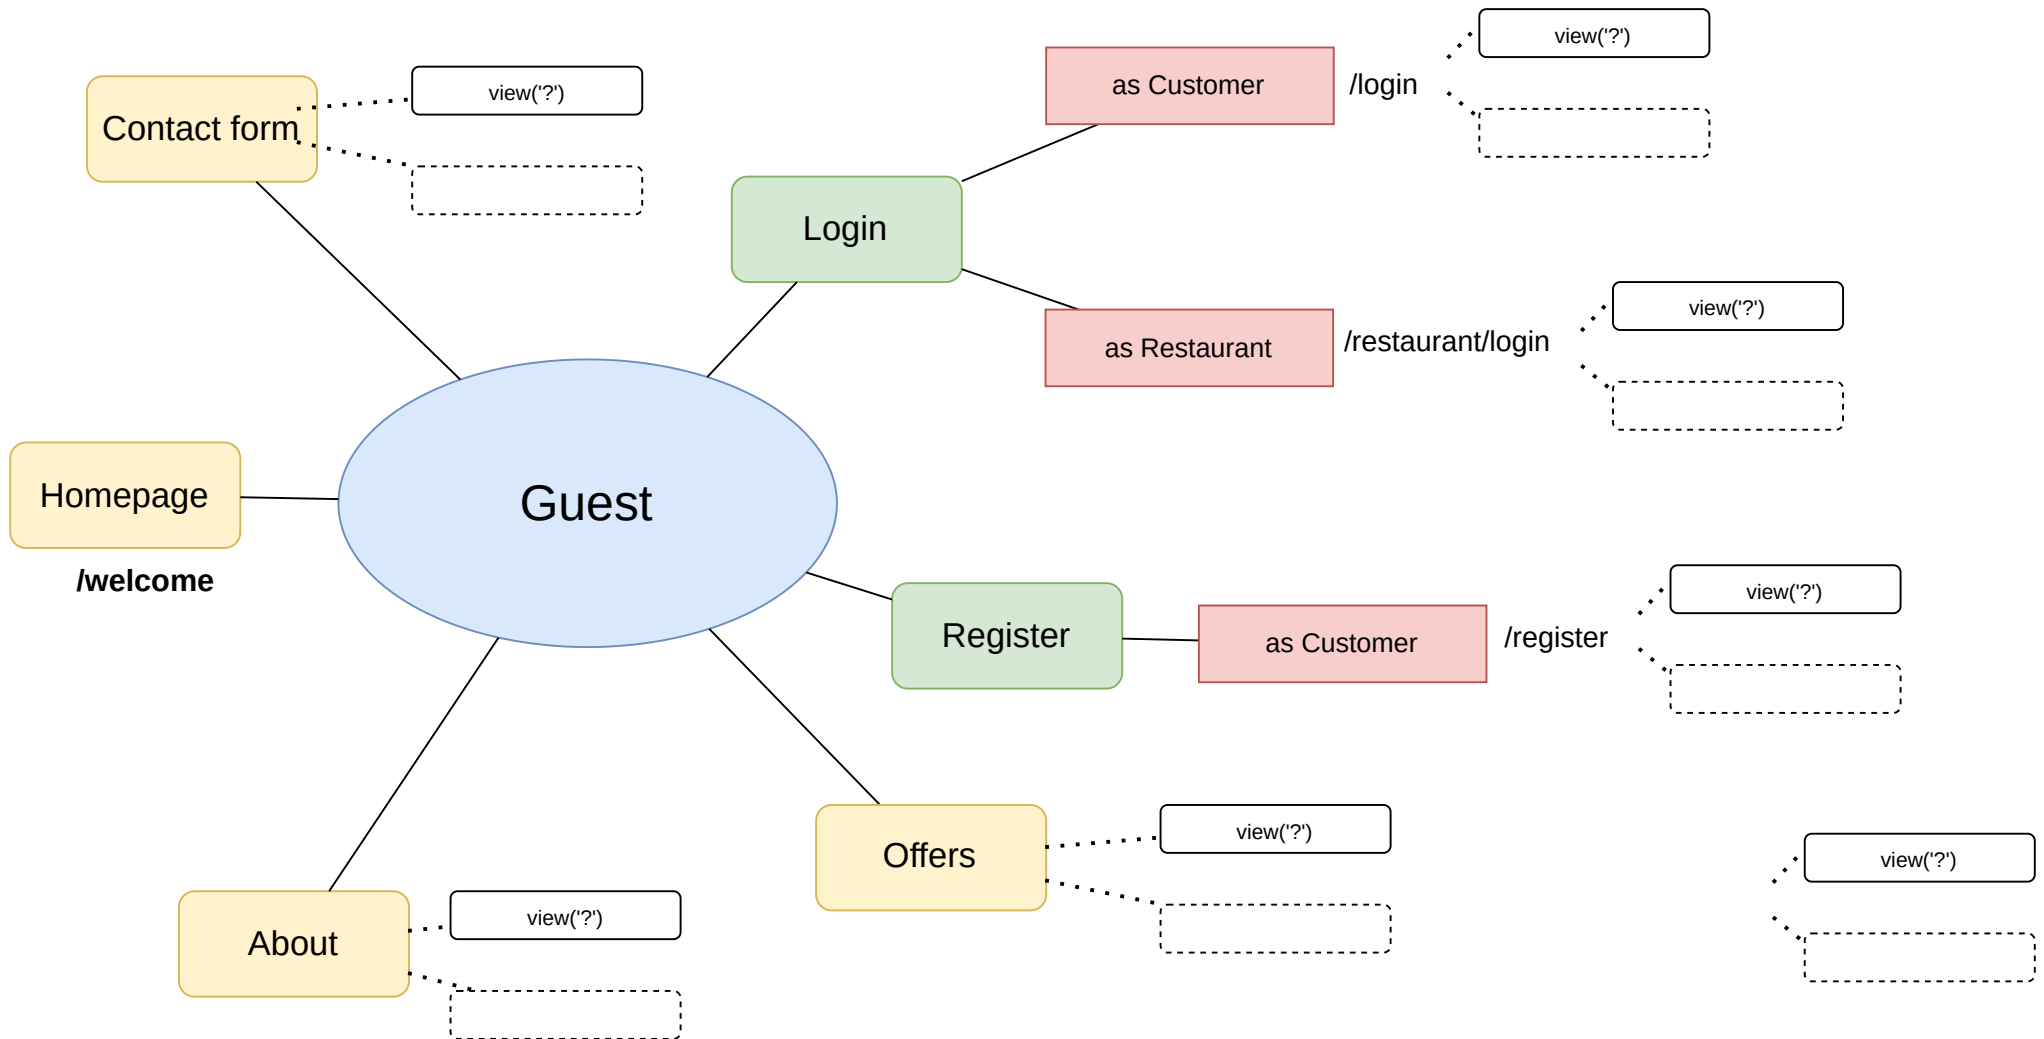 view('?')
as Customer
/login
view('?')
Contact form
Login
view('?')
as Restaurant
/restaurant/login
Homepage
Guest
/welcome
view('?')
Register
as Customer
/register
view('?')
Offers
view('?')
view('?')
About